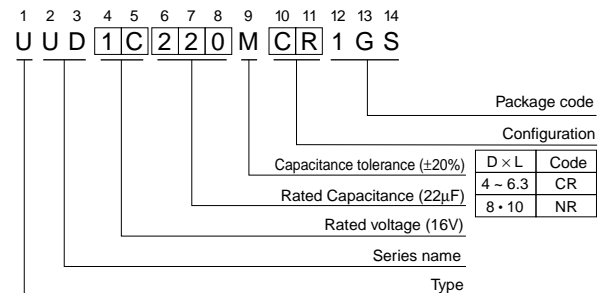 1 2 3 4 5 6 7 8 9 10 11 12 13 14
U U D 1 C 2 2 0 M C R 1 G S
Package code
Configuration
Capacitance tolerance (±20%)
D × L Code
4 ~ 6.3 CR
8 • 10 NR
Rated Capacitance (22µF)
Rated voltage (16V)
Series name
Type